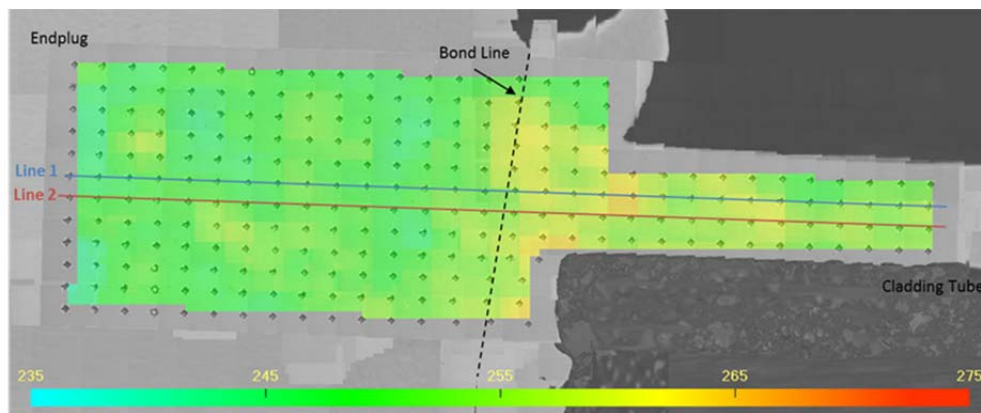 Endplug
Bond Line
Line 1
Line 2
Cladding Tube
235 245 255 265 275